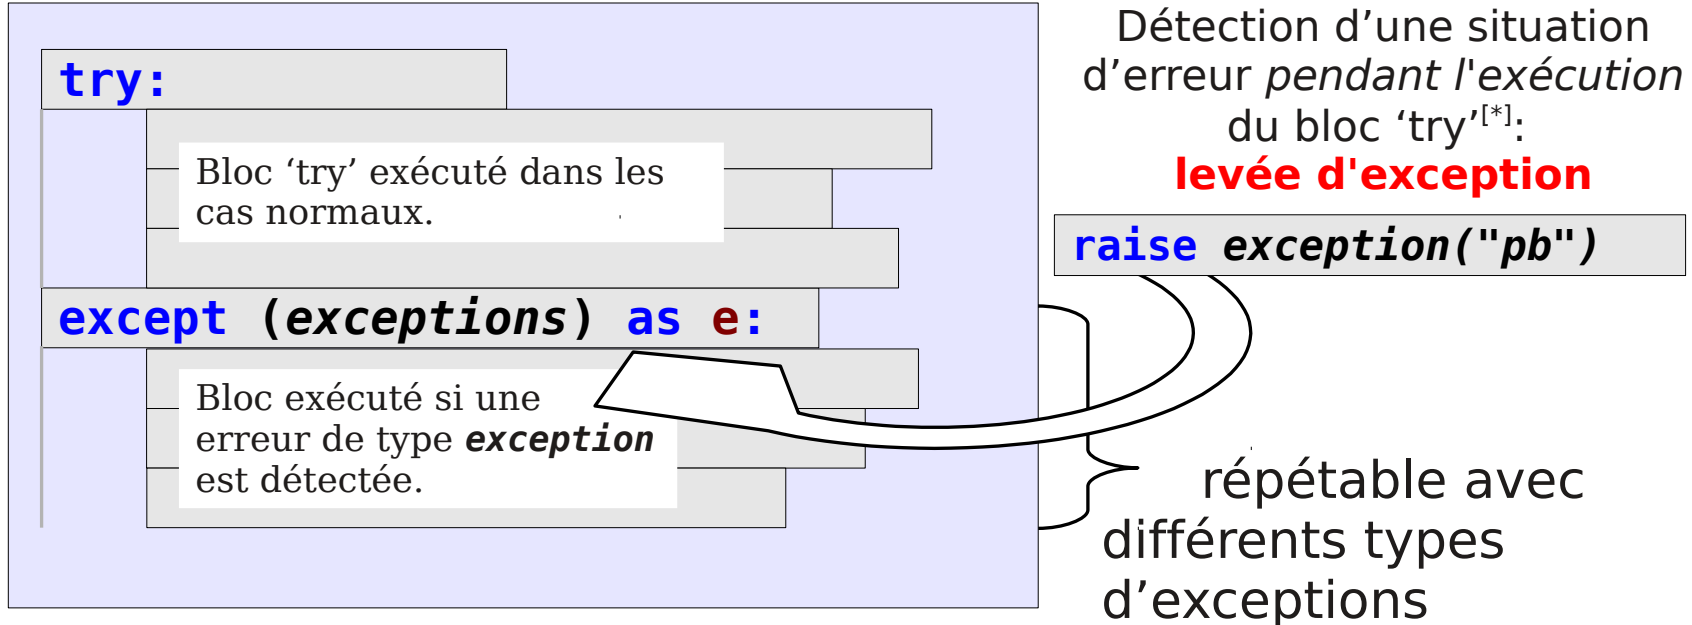 try:
Bloc ‘try’ exécuté dans les
cas normaux.
except (exceptions) as e:
Bloc exécuté si une
erreur de type exception
est détectée.
Détection d’une situation
d’erreur pendant l'exécution
du bloc ‘try’[*]:
levée d'exception
raise exception("pb")
répétable avec
différents types
d’exceptions